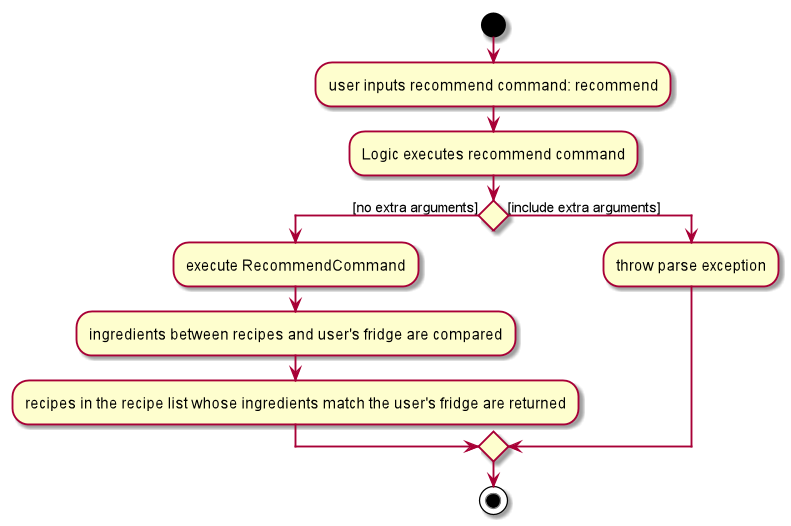 user inputs recommend command: recommend
Logic executes recommend command
[no extra arguments]
[include extra arguments]
execute RecommendCommand
throw parse exception
ingredients between recipes and user's fridge are compared
recipes in the recipe list whose ingredients match the user's fridge are returned